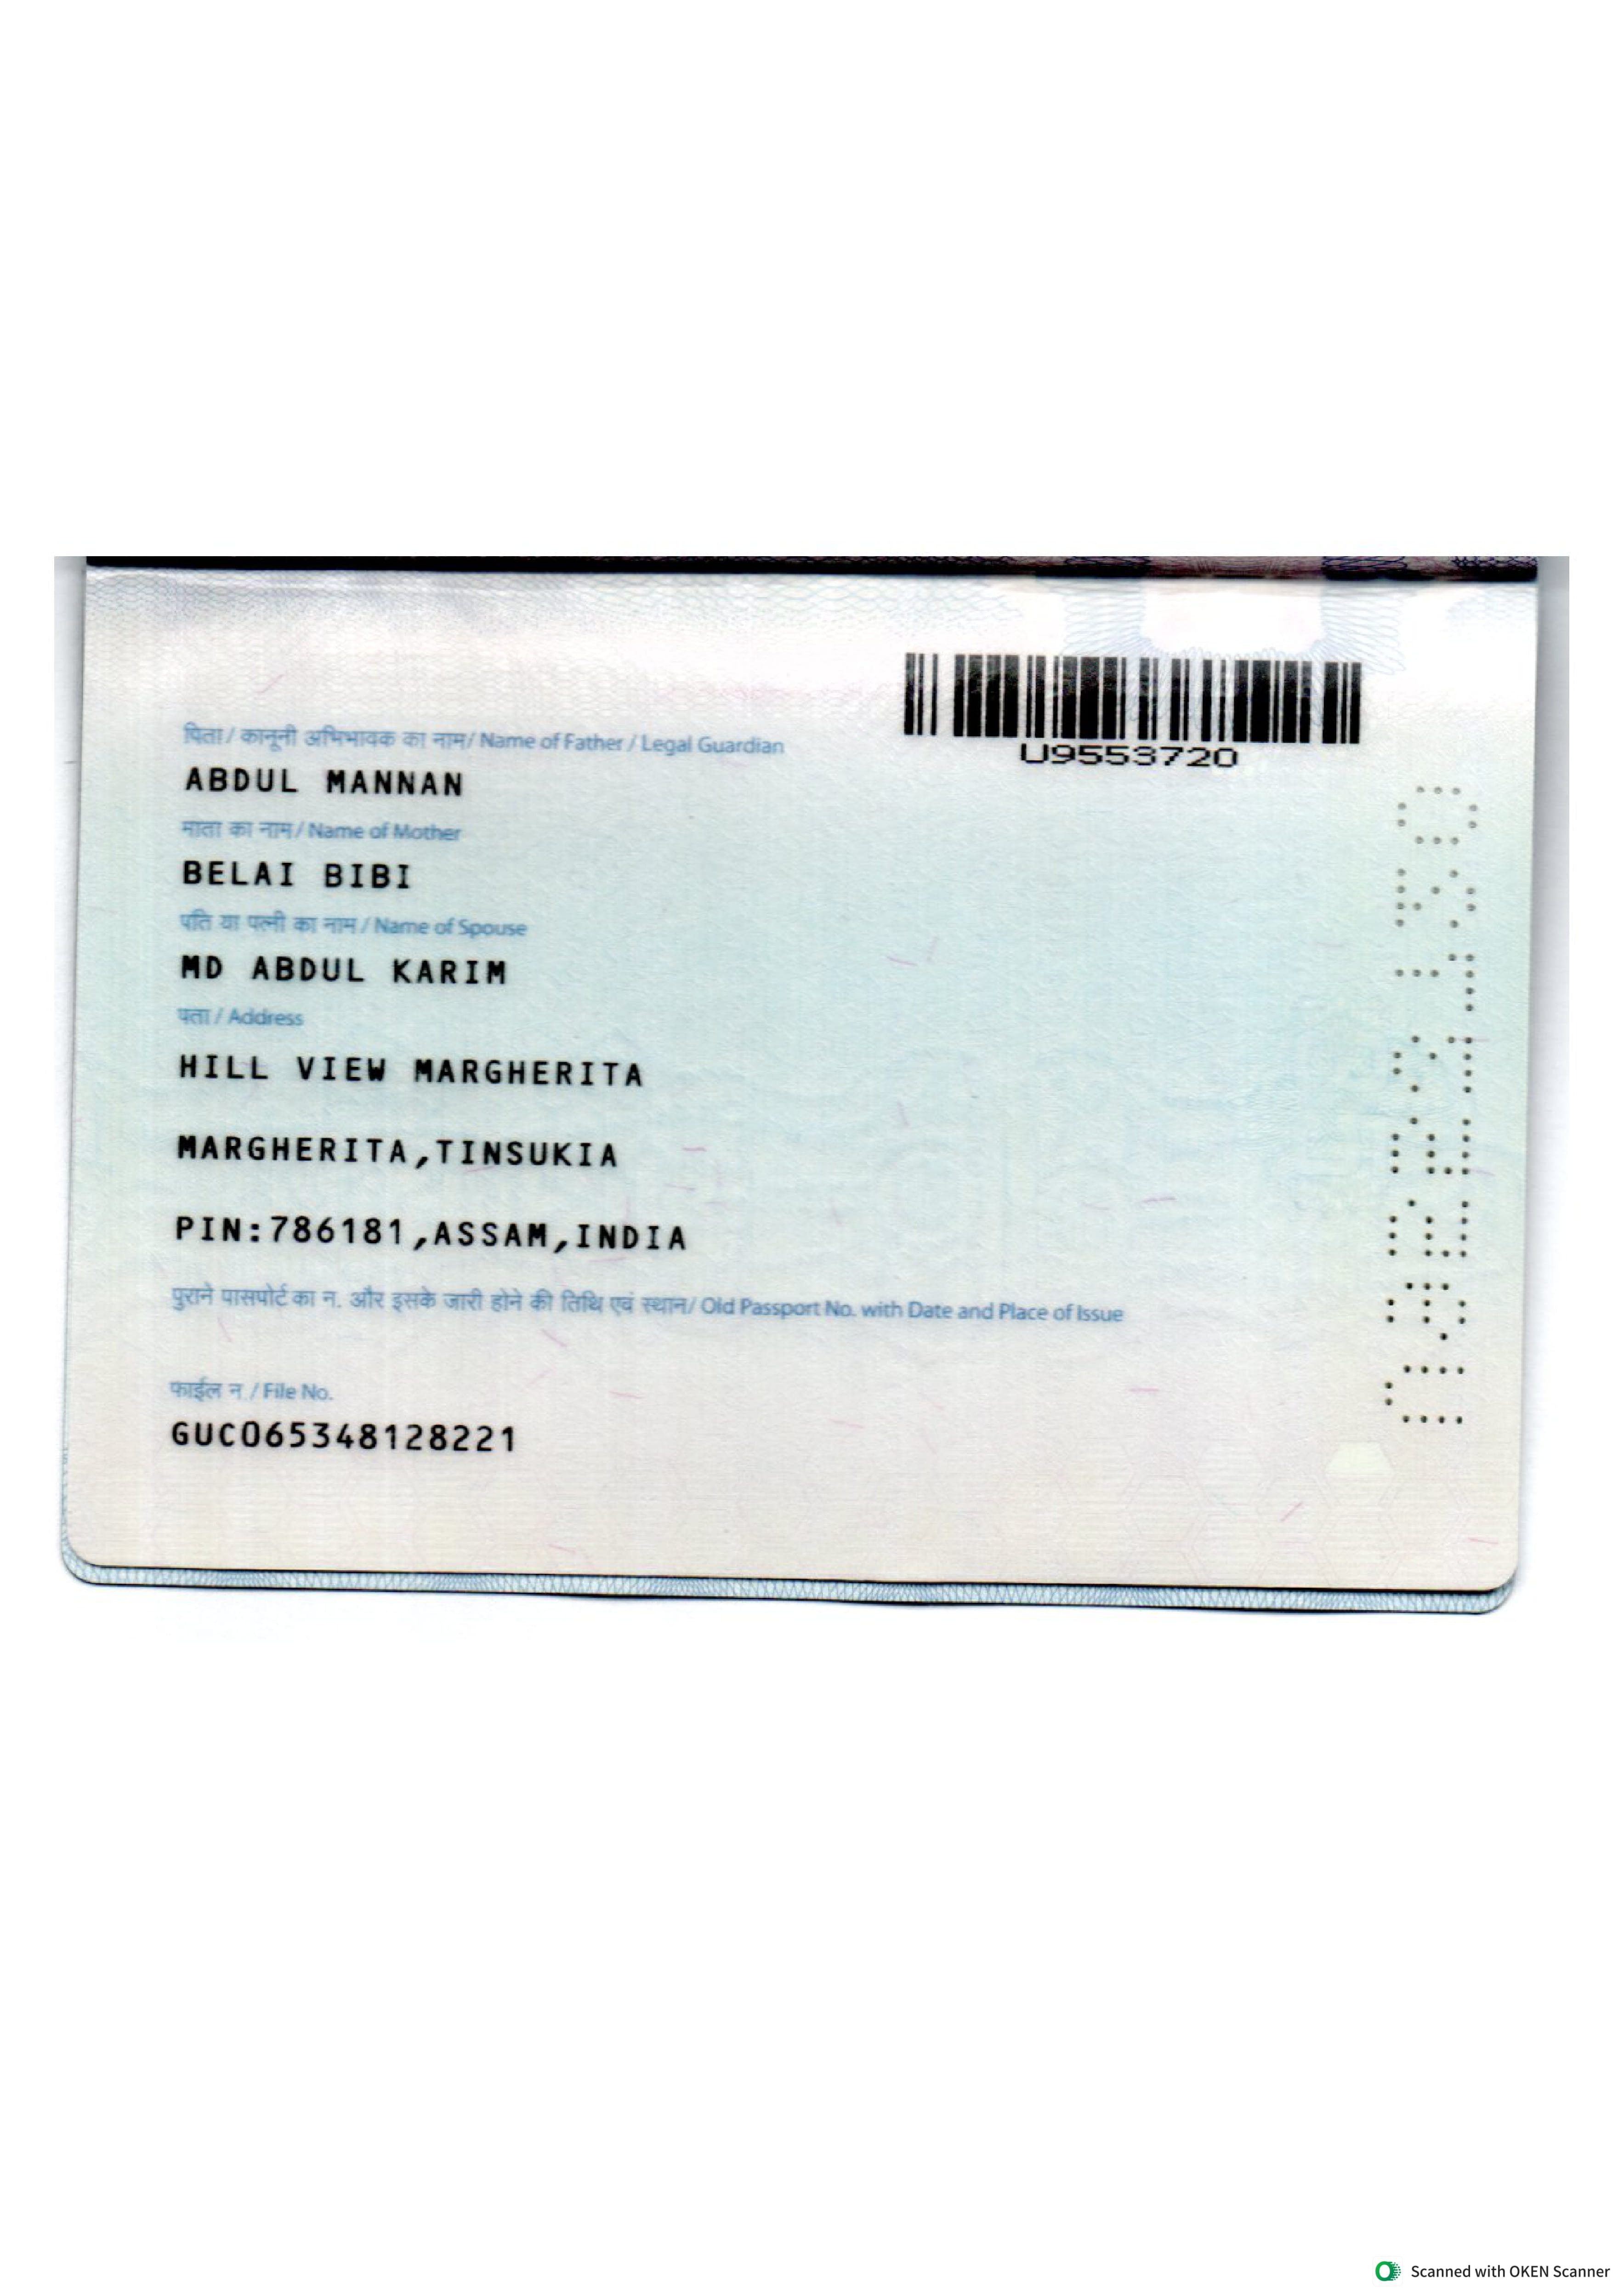 पिता / कानूनी अभिभावक का नाम / Name of Father / Legal Guardian
U9553720
ABDUL MANNAN
माता का नाम / Name of Mother
BELAI BIBI
पति या पत्नी का नाम / Name of Spouse
MD ABDUL KARIM
पता / Address
HILL VIEW MARGHERITA
MARGHERITA,TINSUKIA
PIN:786181,ASSAM,INDIA
पुराने पासपोर्ट का न. और इसके जारी होने की तिथि एवं स्थान / Old Passport No. with Date and Place of Issue
फाईल न. / File No.
GUC065348128221
Scanned with OKEN Scanner